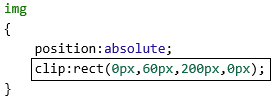 img
{
position:absolute;
clip:rect(0px,60px,200px,0px);
}